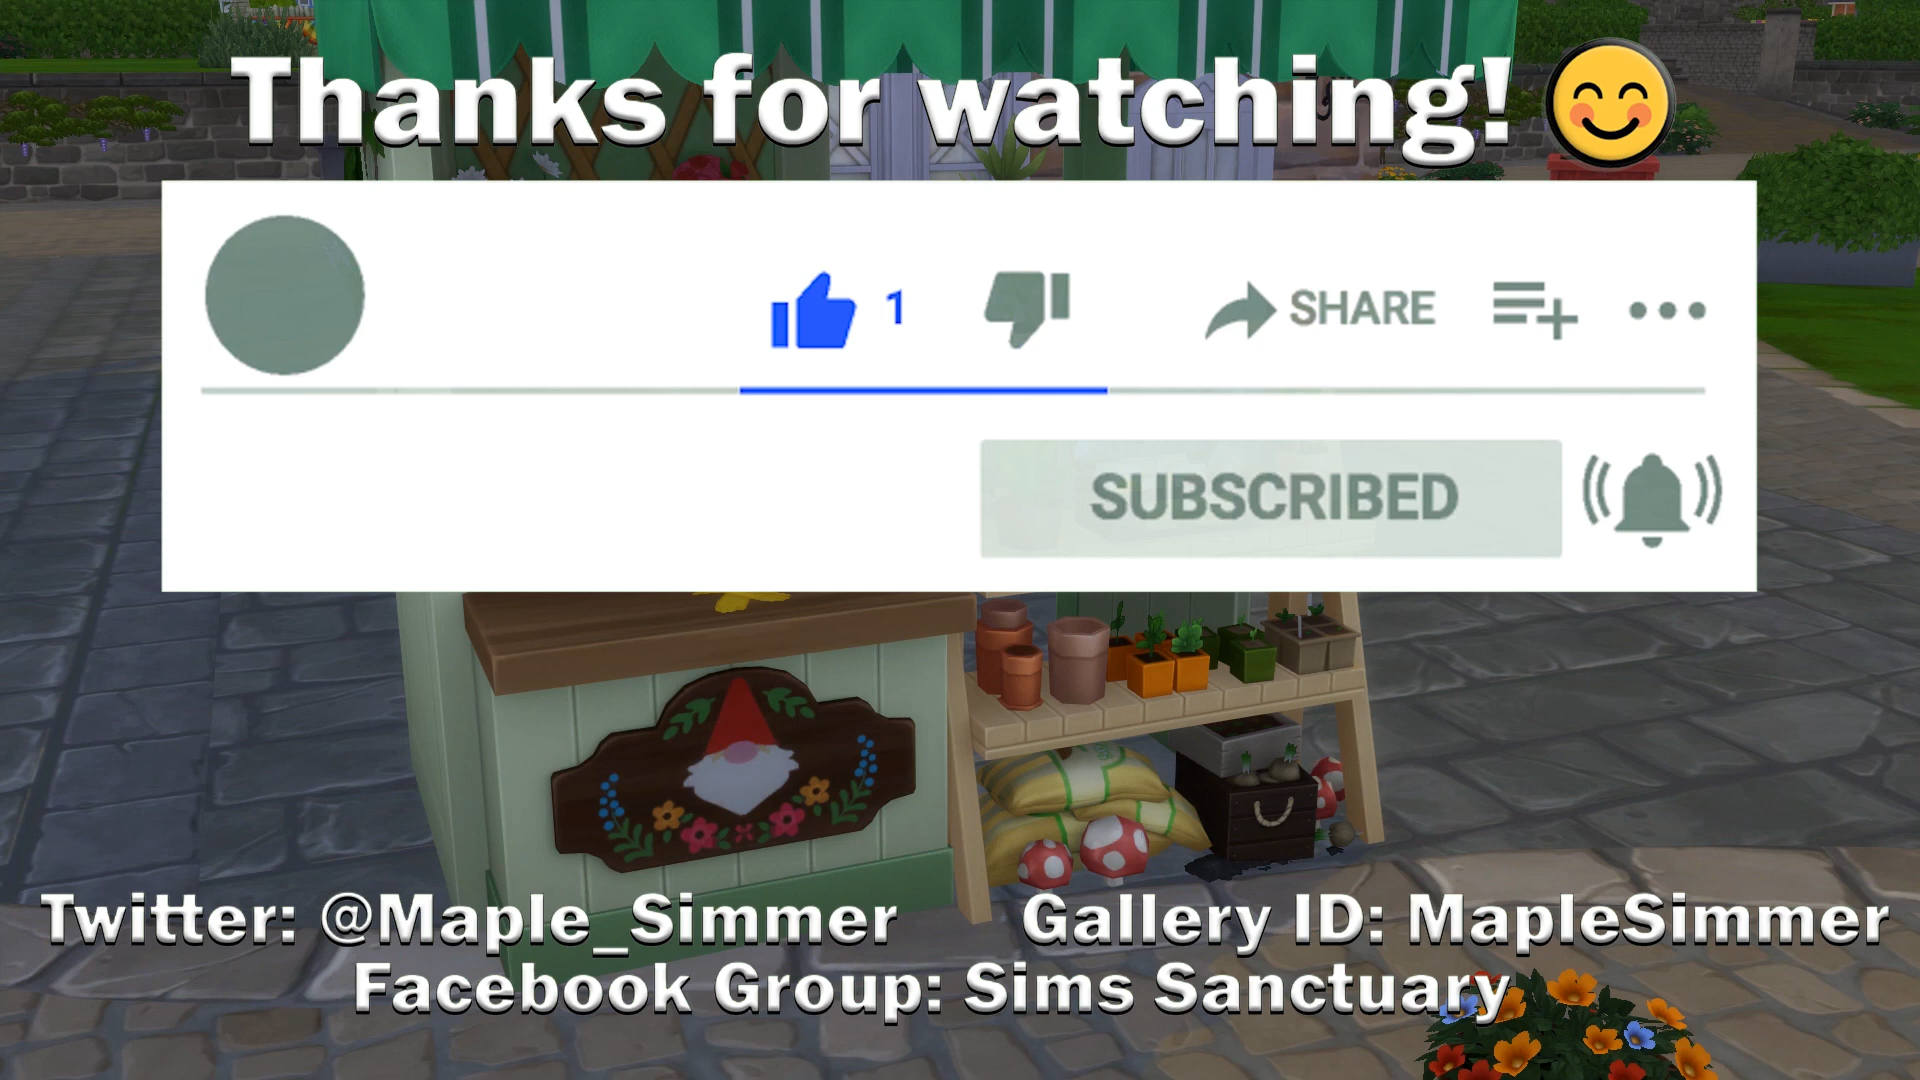 Thanks for watching! 😊
1 SHARE
SUBSCRIBED
Twitter: @Maple_Simmer Gallery ID: MapleSimmer
Facebook Group: Sims Sanctuary